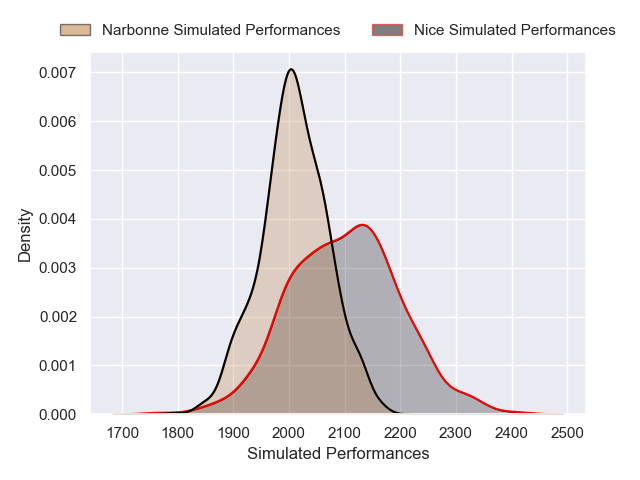 Narbonne Simulated Performances Nice Simulated Performances
0.007
0.006
0.005
0.004
0.003
0.002
0.001
0.000
Density
1700 1800 1900 2000 2100 2200 2300 2400 2500
Simulated Performances